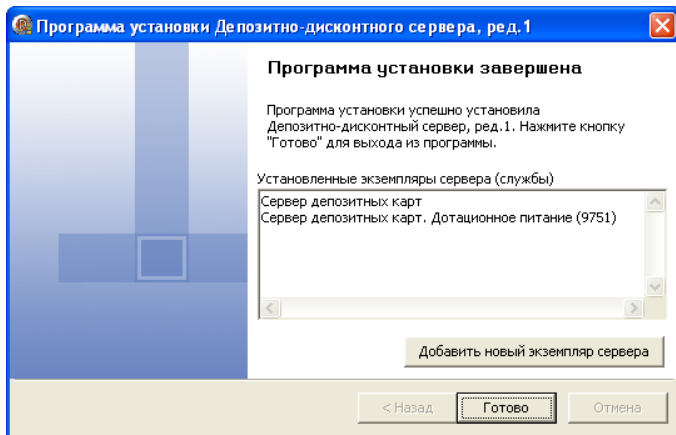 Программа установки Депозитно-дисконтного сервера, ред.1
Программа установки завершена
Программа установки успешно установила
Депозитно-дисконтный сервер, ред.1. Нажмите кнопку
"Готово" для выхода из программы.
Установленные экземпляры сервера (службы)
Сервер депозитных карт
Сервер депозитных карт. Дотационное питание (9751)
Добавить новый экземпляр сервера
< Назад
Готово
Отмена